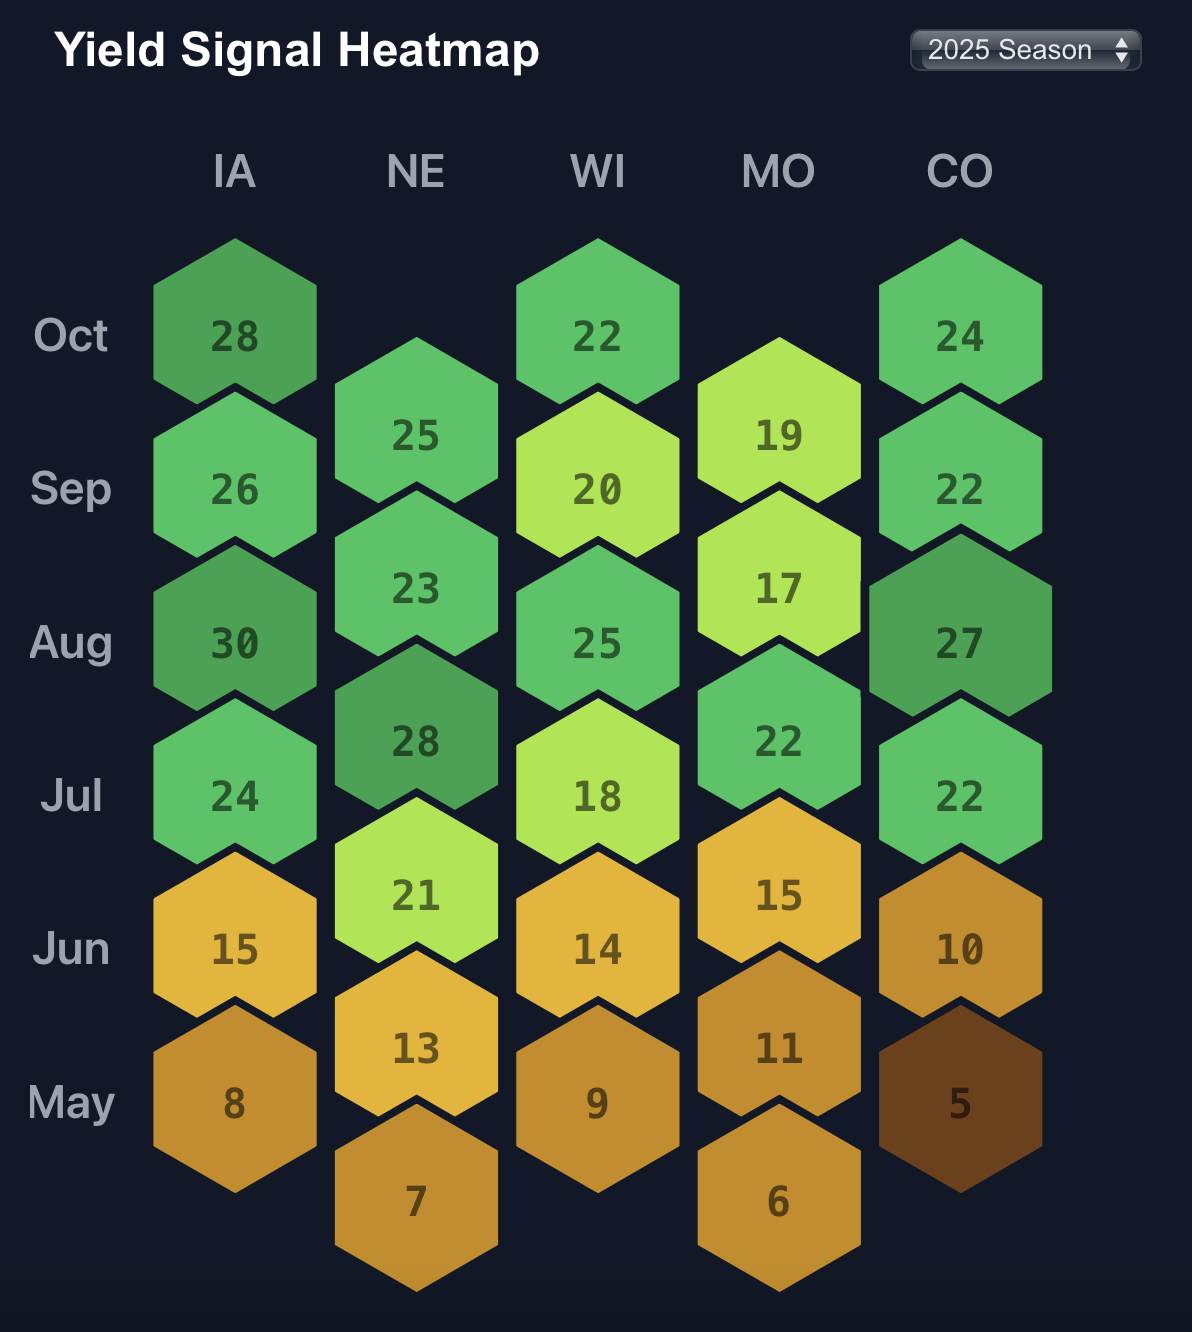 Yield Signal Heatmap
2025 Season
IA NE WI MO CO
Oct 28 22 24
25 19
Sep 26 20 22
23 17
Aug 30 25 27
28 22
Jul 24 18 22
21 15
Jun 15 14 10
13 11
May 8 9 5
7 6